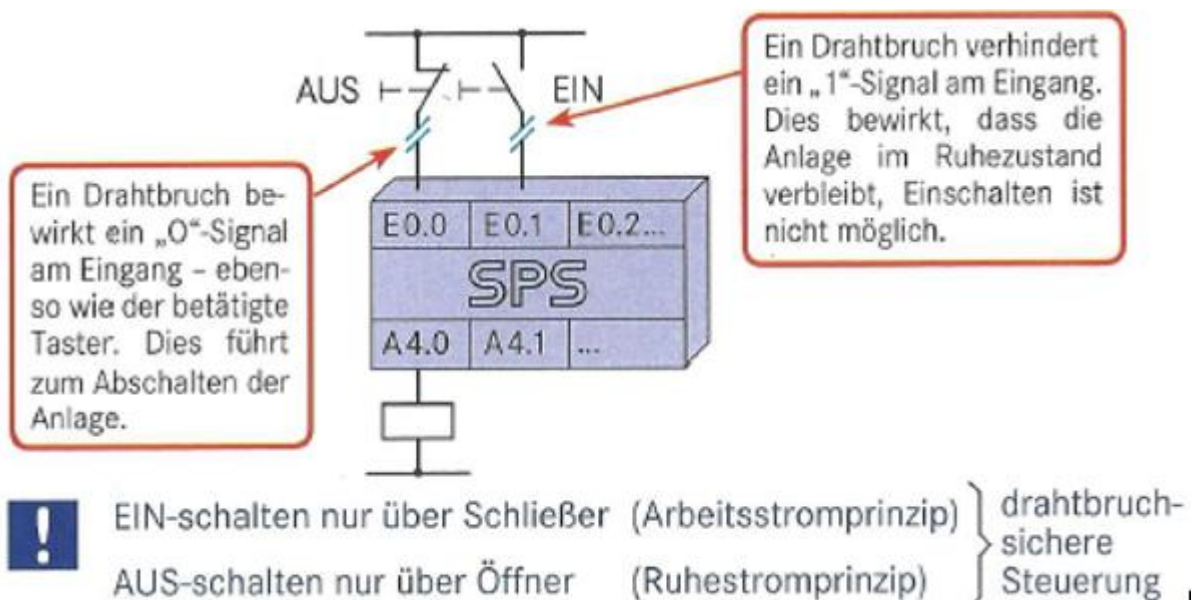 AUS
EIN
Ein Drahtbruch verhindert
ein „1“-Signal am Eingang.
Dies bewirkt, dass die
Anlage im Ruhezustand
verbleibt, Einschalten ist
nicht möglich.
Ein Drahtbruch be-
wirkt ein „0“-Signal
am Eingang – eben-
so wie der betätigte
Taster. Dies führt
zum Abschalten der
Anlage.
E0.0 E0.1 E0.2...
SPS
A4.0 A4.1 ...
! EIN-schalten nur über Schließer (Arbeitsstromprinzip)
AUS-schalten nur über Öffner (Ruhestromprinzip)
drahtbruch-
sichere
Steuerung